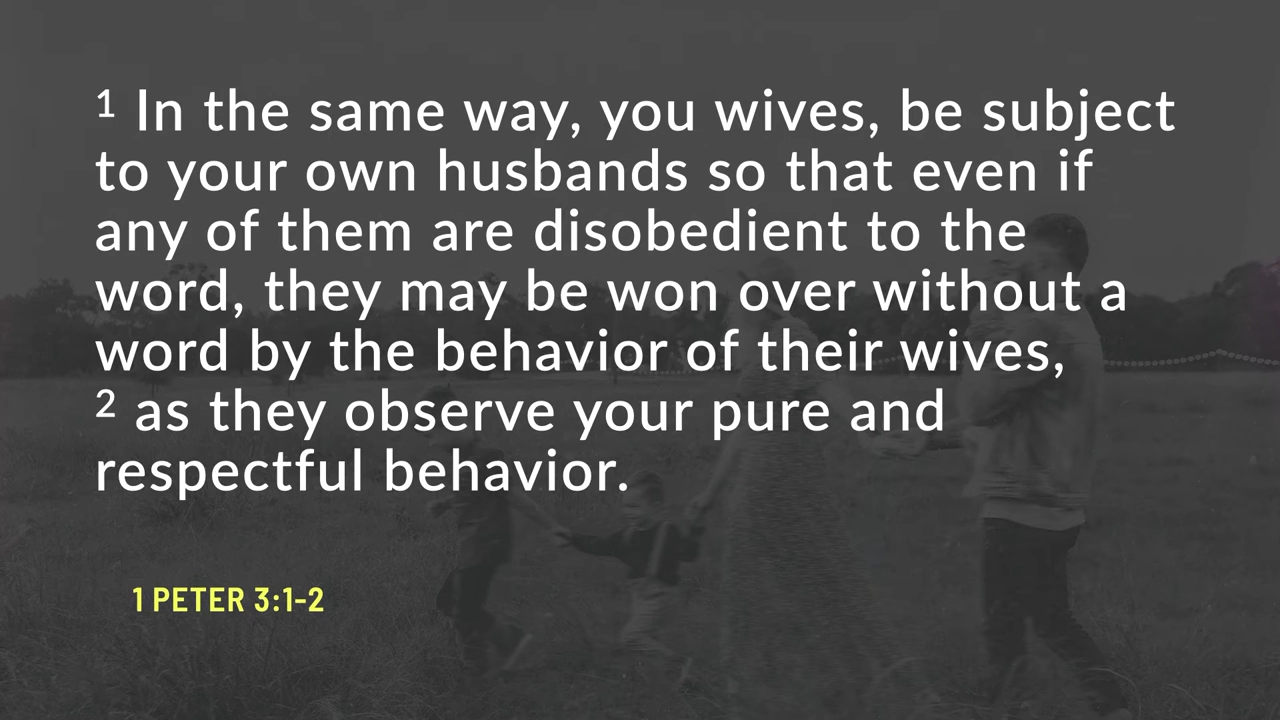 1 In the same way, you wives, be subject
to your own husbands so that even if
any of them are disobedient to the
word, they may be won over without a
word by the behavior of their wives,
2 as they observe your pure and
respectful behavior.
1 PETER 3:1-2